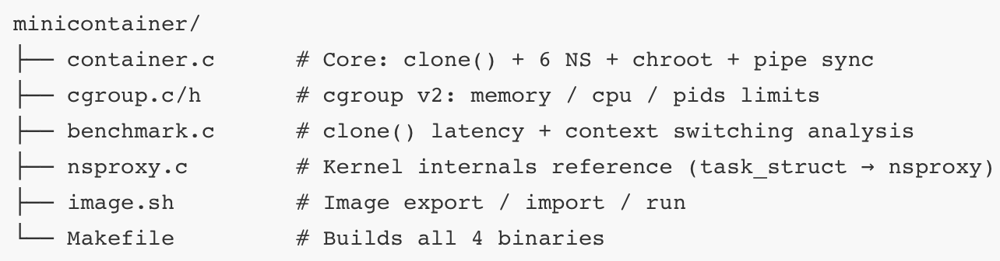 minicontainer/
├── container.c      # Core: clone() + 6 NS + chroot + pipe sync
├── cgroup.c/h       # cgroup v2: memory / cpu / pids limits
├── benchmark.c      # clone() latency + context switching analysis
├── nsproxy.c        # Kernel internals reference (task_struct → nsproxy)
├── image.sh         # Image export / import / run
└── Makefile         # Builds all 4 binaries